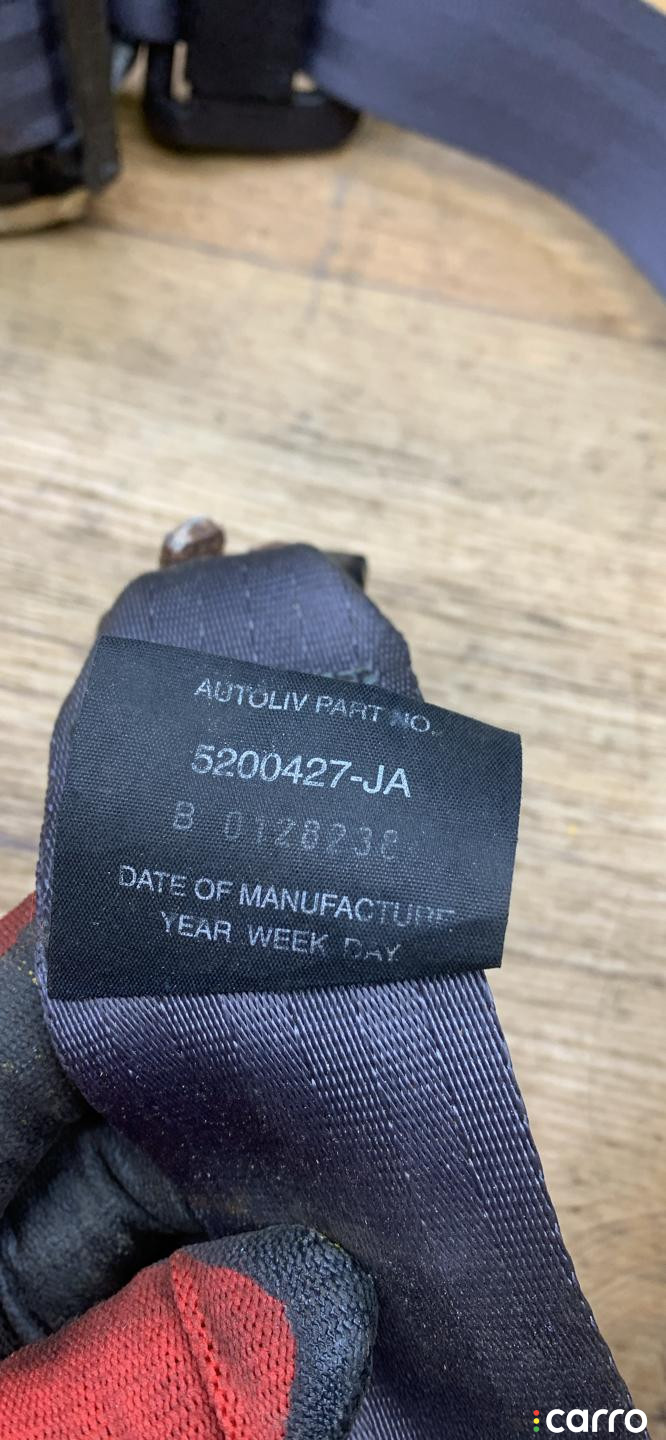 AUTOLIV PART NO.
5200427-JA
B 0128238
DATE OF MANUFACTURE
YEAR WEEK DAY
carro